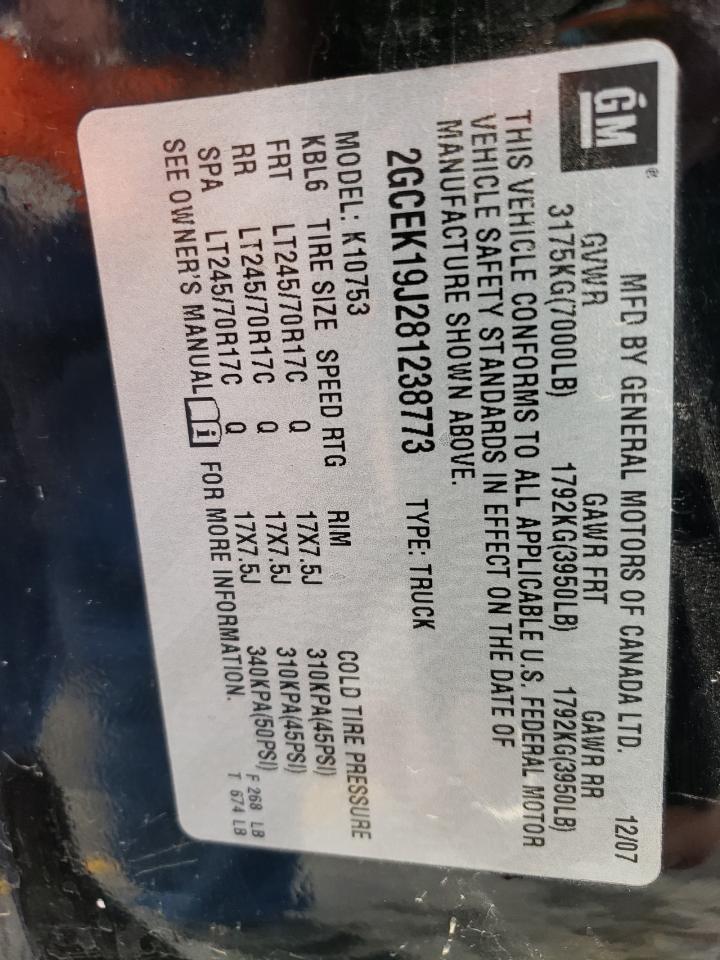 GM®
MFD BY GENERAL MOTORS OF CANADA LTD. 12/07
GVWR GAWR FRT GAWR RR
3175KG(7000LB) 1792KG(3950LB) 1792KG(3950LB)
THIS VEHICLE CONFORMS TO ALL APPLICABLE U.S. FEDERAL MOTOR
VEHICLE SAFETY STANDARDS IN EFFECT ON THE DATE OF
MANUFACTURE SHOWN ABOVE.
2GCEK19J281238773 TYPE: TRUCK
MODEL: K10753
KBL6 TIRE SIZE SPEED RTG RIM COLD TIRE PRESSURE
FRT LT245/70R17C Q 17X7.5J 310KPA(45PSI)
RR LT245/70R17C Q 17X7.5J 310KPA(45PSI)
SPA LT245/70R17C Q 17X7.5J 340KPA(50PSI) F 268 LB
SEE OWNER'S MANUAL i FOR MORE INFORMATION. T 674 LB